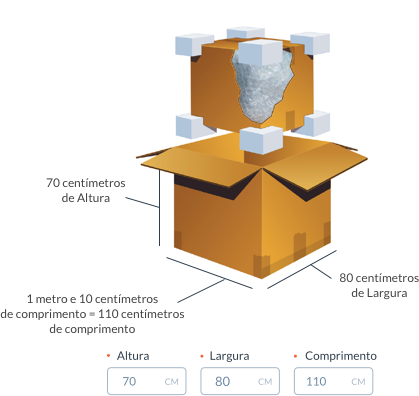 70 centímetros
de Altura
80 centímetros
de Largura
1 metro e 10 centímetros
de comprimento = 110 centímetros
de comprimento
• Altura
• Largura
• Comprimento
70 CM
80 CM
110 CM